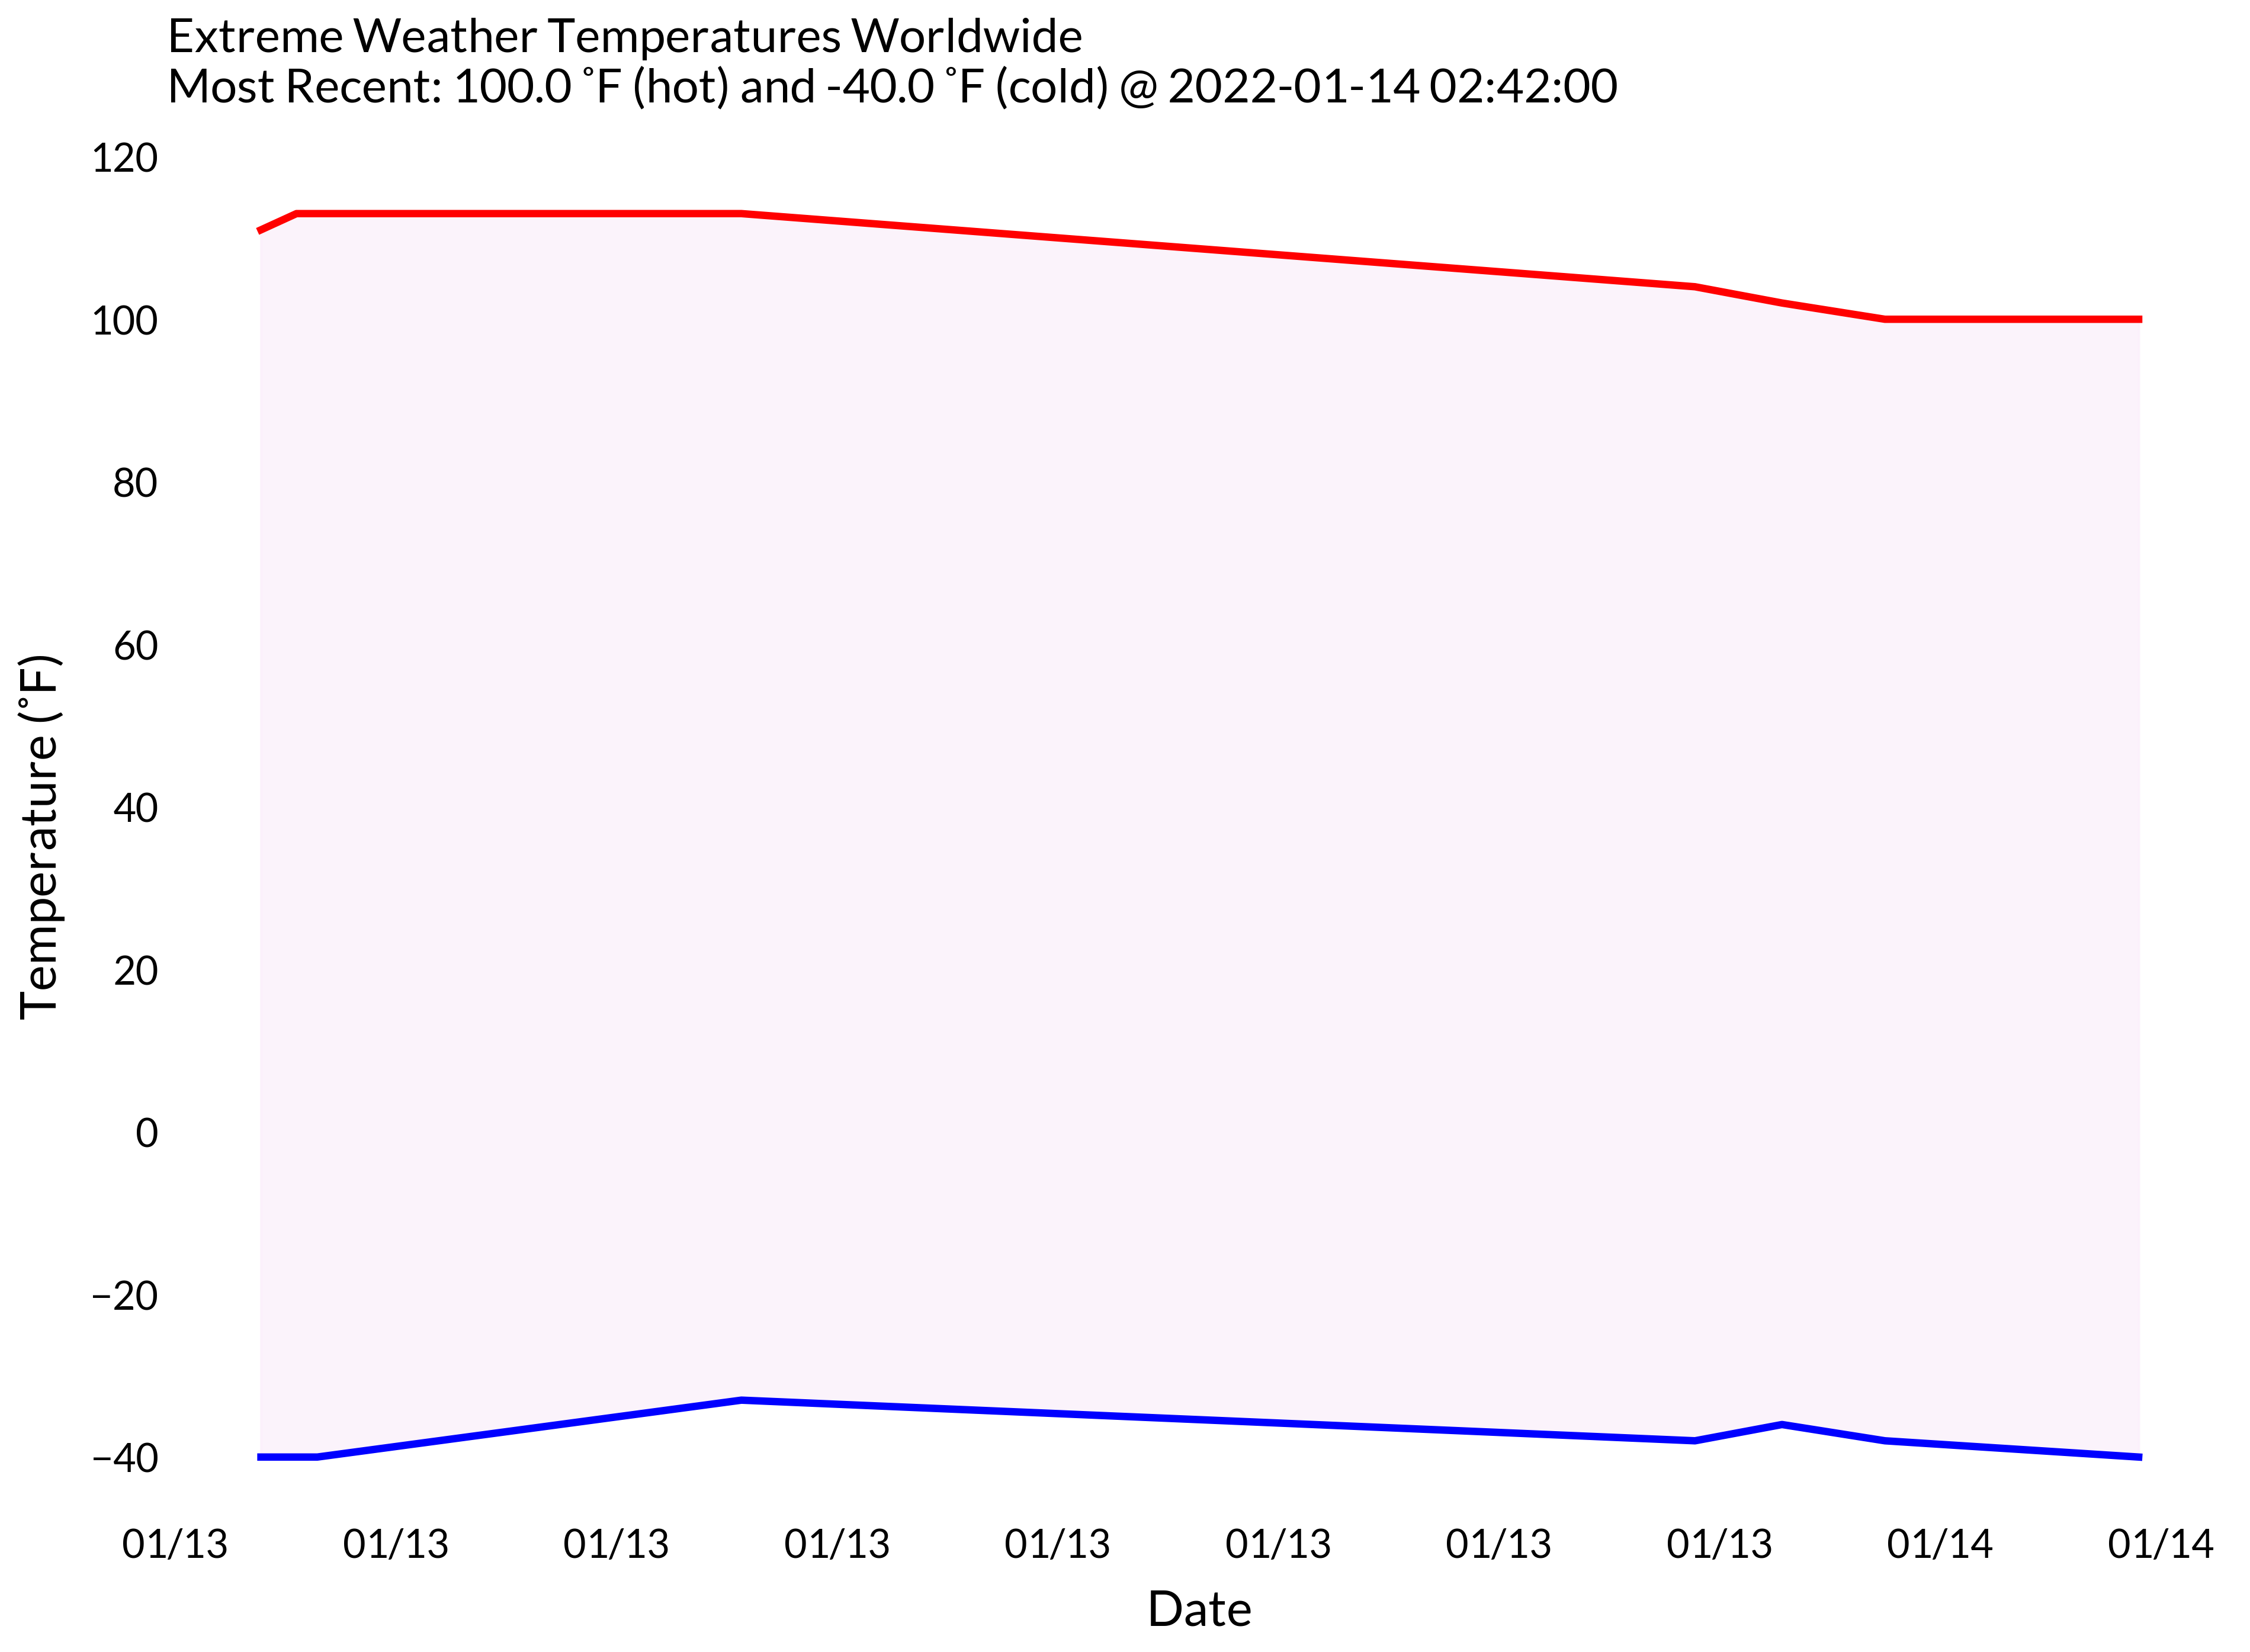 Extreme Weather Temperatures Worldwide
Most Recent: 100.0 ˚F (hot) and -40.0 ˚F (cold) @ 2022-01-14 02:42:00
120
100
80
60
40
20
0
−20
−40
Temperature (˚F)
01/13 01/13 01/13 01/13 01/13 01/13 01/13 01/13 01/14 01/14
Date